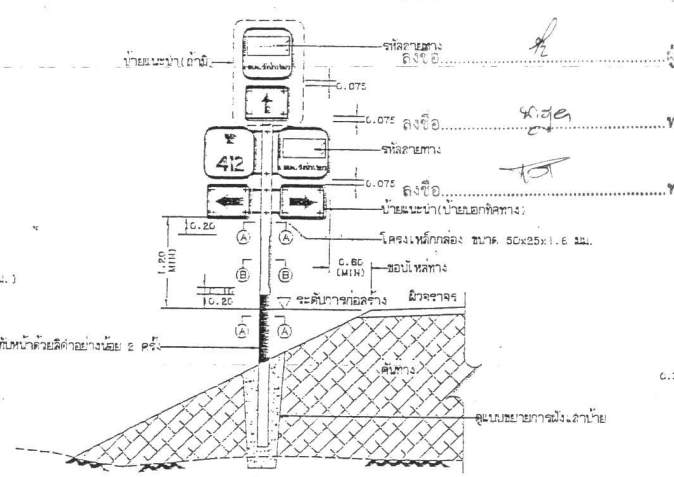 รหัสสายทาง
ป้ายแนะนำ(ถ้ามี
ลงชื่อ
0.075
0.075
ลงชื่อ
412
รหัสสายทาง
0.075
ลงชื่อ
ป้ายแนะนำ(ป้ายบอกทิศทาง)
0.20
A A
โครงเหล็กกล่อง ขนาด 50x25x1.6 มม.
1.20
MIN)
B B
0.60
(MIN)
ขอบไหล่ทาง
0.20
ระดับการก่อสร้าง
ผิวจราจร
A A
ทับหน้าด้วยสีดำอย่างน้อย 2 ครั้ง
คันทาง
ดูแบบขยายการฝังเสาป้าย